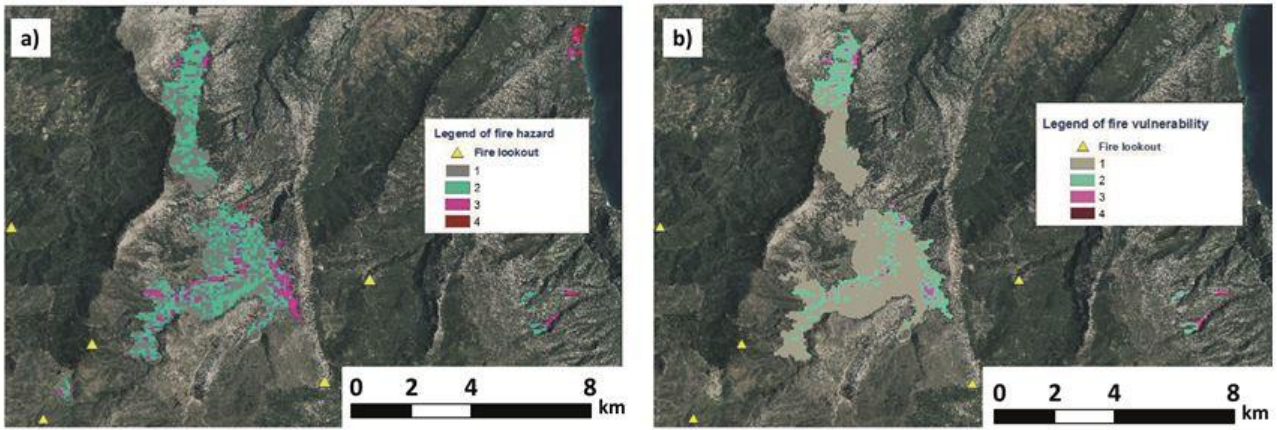 a)
Legend of fire hazard
Fire lookout
1
2
3
4
0 2 4 8
km
b)
Legend of fire vulnerability
Fire lookout
1
2
3
4
0 2 4 8
km